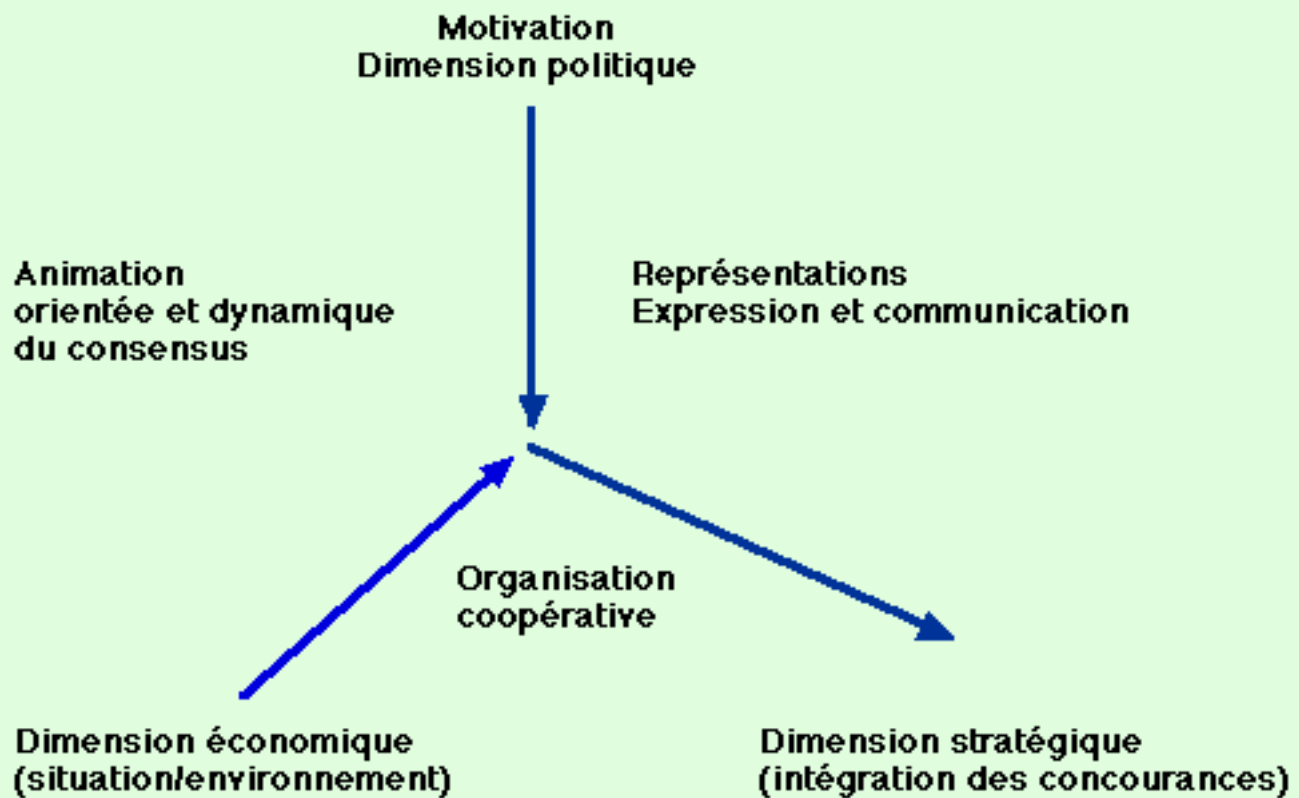 Motivation
Dimension politique
Animation
orientée et dynamique
du consensus
Représentations
Expression et communication
Organisation
coopérative
Dimension économique
(situation/environnement)
Dimension stratégique
(intégration des concourances)